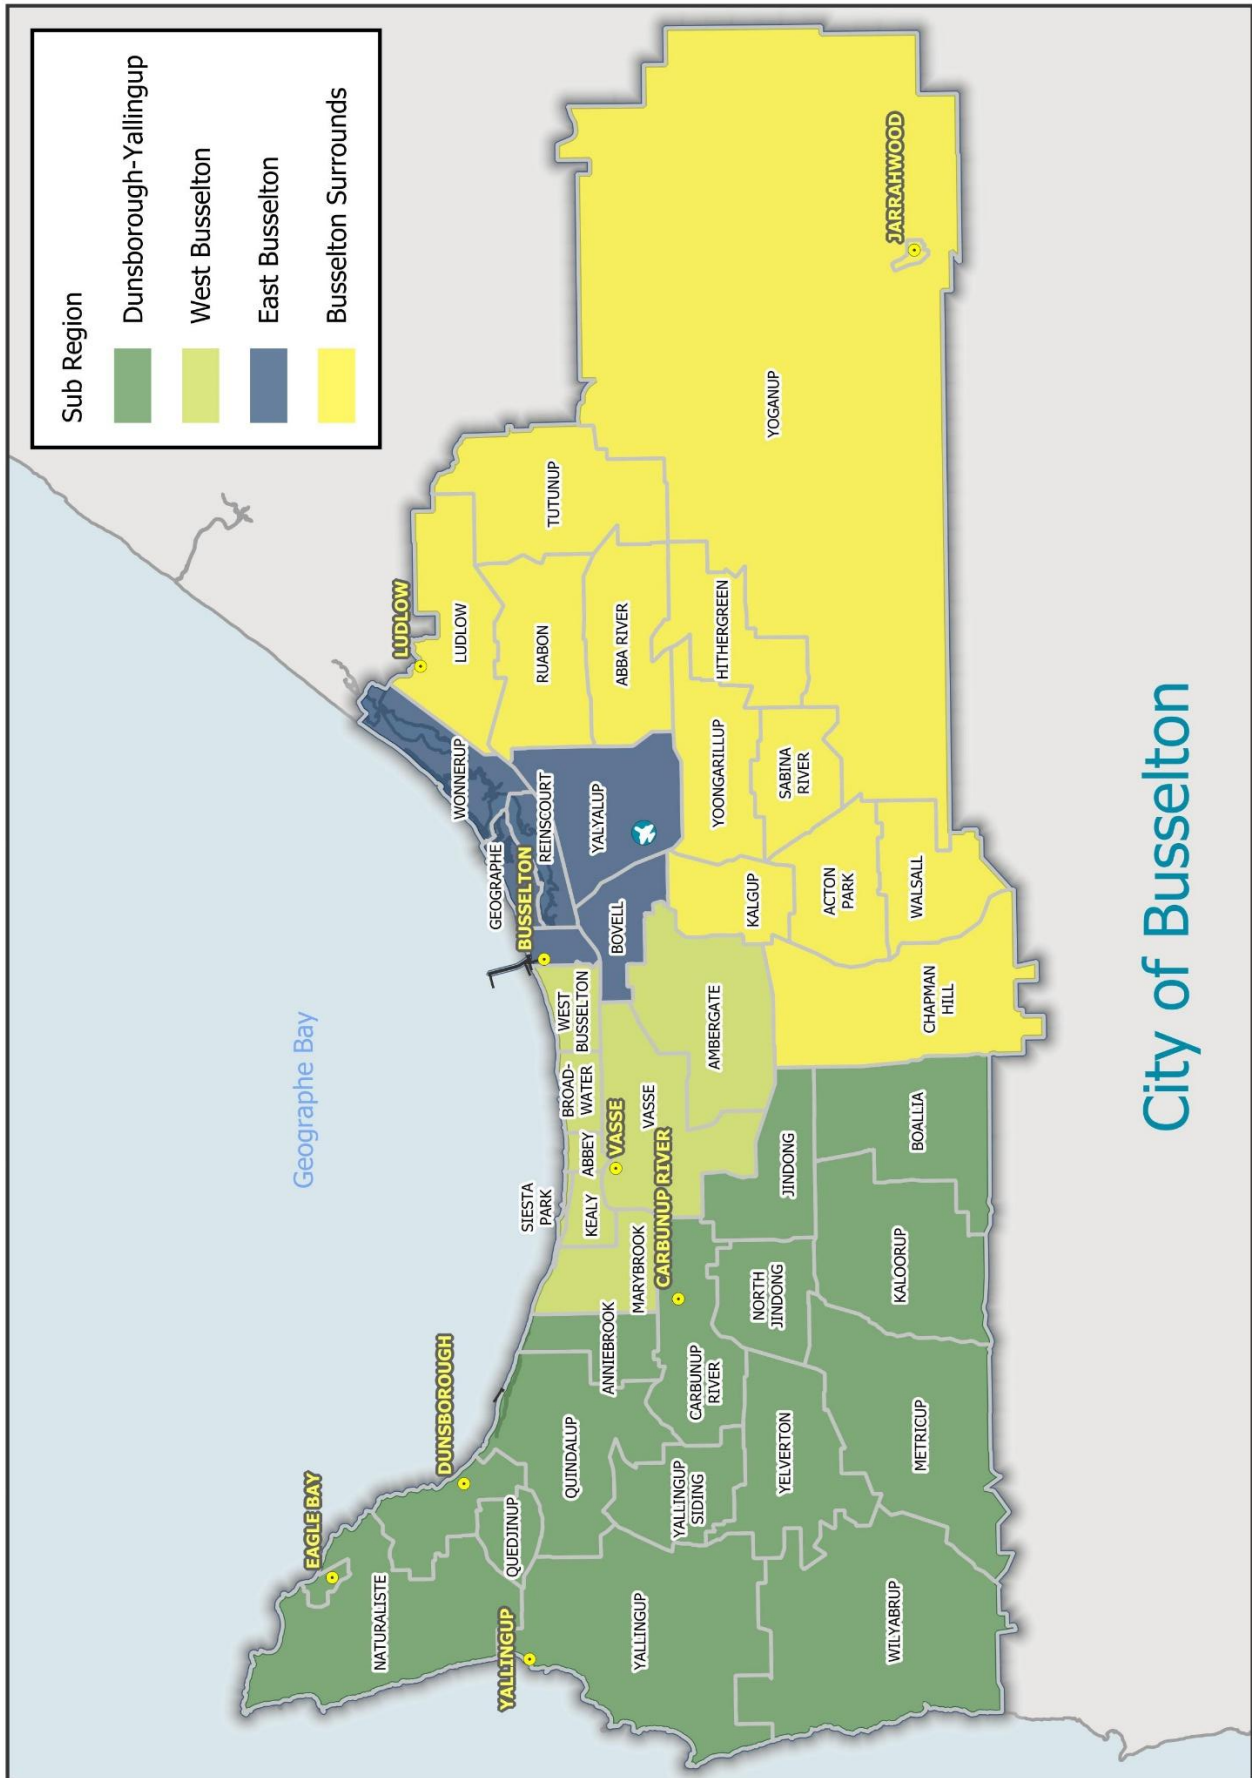 Sub Region
Dunsborough-Yallingup
West Busselton
East Busselton
Busselton Surrounds
Geographe Bay
EAGLE BAY
NATURALISTE
DUNSBOROUGH
QUEDJINUP
YALLINGUP
QUINDALUP
ANNIEBROOK
YALLINGUP
YALLINGUP
SIDING
CARBUNUP
RIVER
CARBUNUP RIVER
MARYBROOK
SIESTA
PARK
KEALY
ABBEY
BROAD-
WATER
WEST
BUSSELTON
VASSE
VASSE
BUSSELTON
GEOGRAPHE
WONNERUP
REINSCOURT
YALYALUP
BOVELL
LUDLOW
LUDLOW
RUABON
TUTUNUP
ABBA RIVER
AMBERGATE
KALGUP
YOONGARILLUP
HITHERGREEN
YOGANUP
JARRAHWOOD
SABINA
RIVER
ACTON
PARK
WALSALL
CHAPMAN
HILL
JINDONG
NORTH
JINDONG
YELVERTON
BOALLIA
KALOORUP
METRICUP
WILYABRUP
City of Busselton